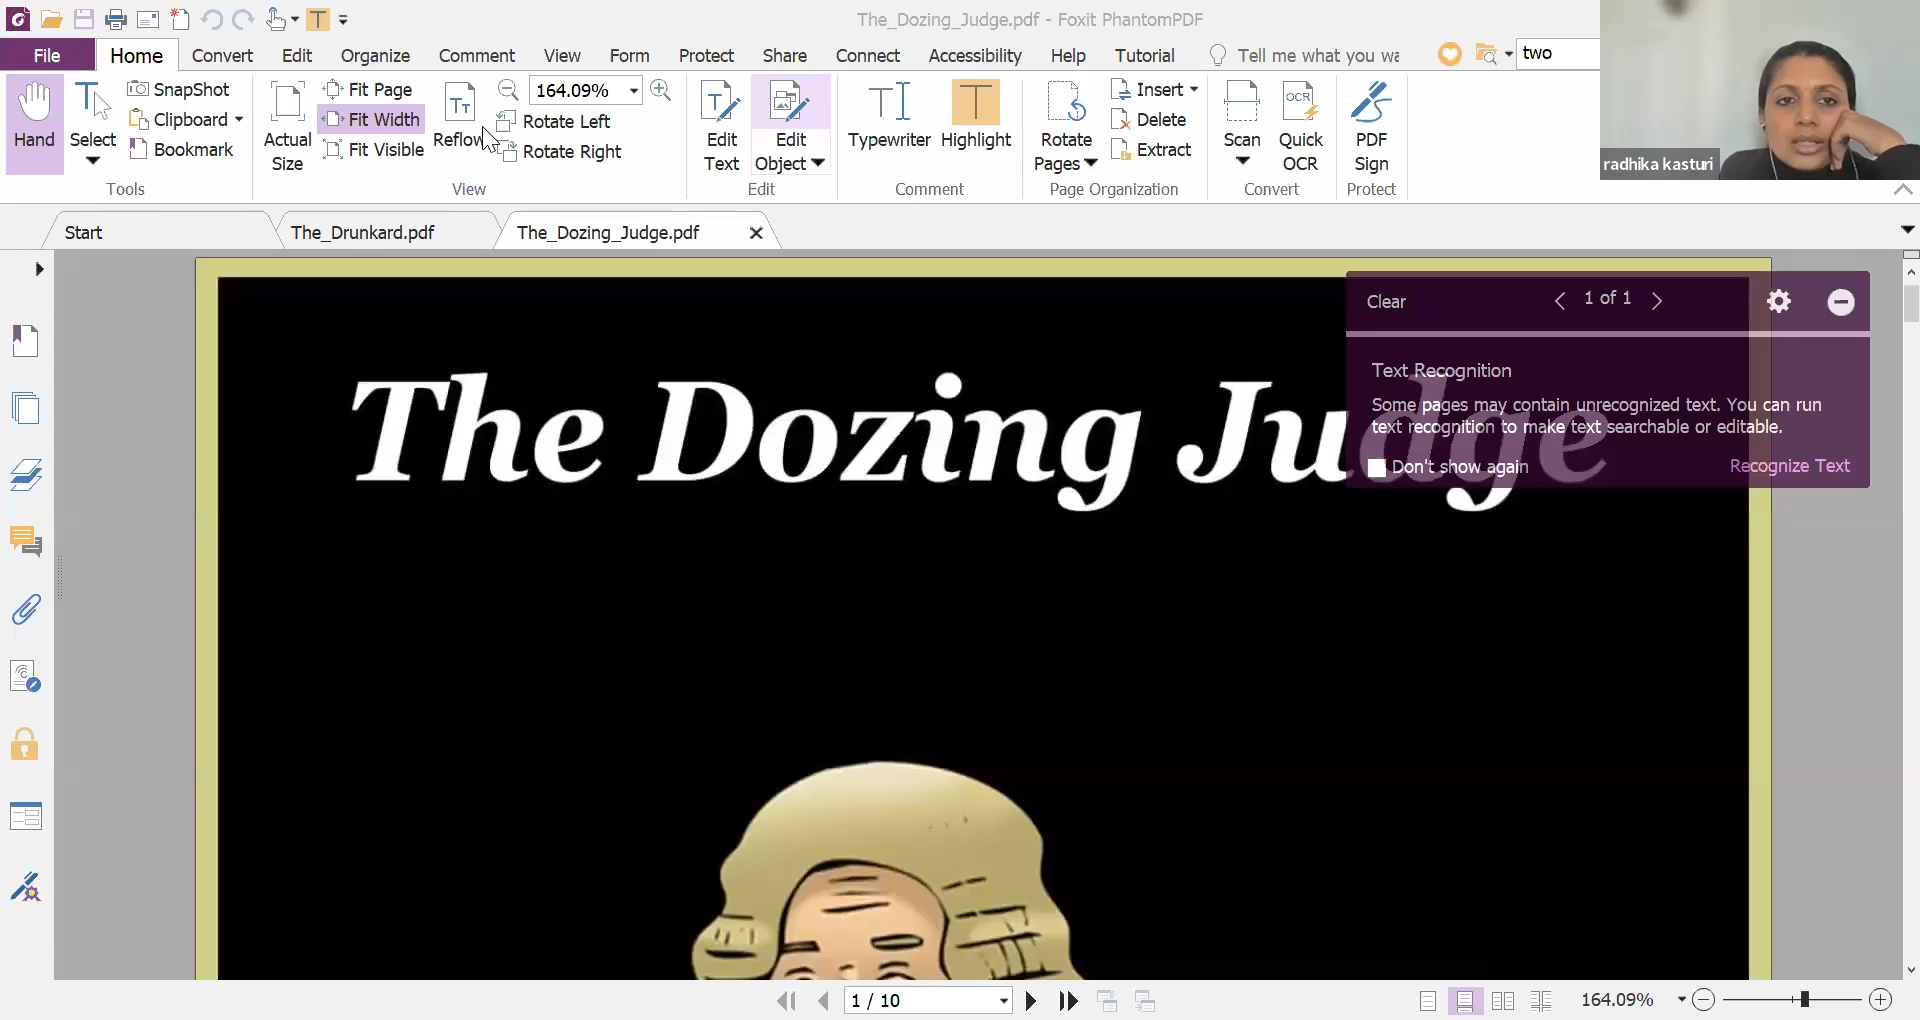 The_Dozing_Judge.pdf - Foxit PhantomPDF
File Home Convert Edit Organize Comment View Form Protect Share Connect Accessibility Help Tutorial Tell me what you wa two
Hand
Select
SnapShot
Clipboard
Bookmark
Tools
Actual Size
Fit Page
Fit Width
Fit Visible
Reflow
164.09%
Rotate Left
Rotate Right
View
Edit Text
Edit Object
Edit
Typewriter
Highlight
Comment
Rotate Pages
Insert
Delete
Extract
Page Organization
Scan
OCR
Quick OCR
Convert
PDF Sign
Protect
radhika kasturi
Start The_Drunkard.pdf The_Dozing_Judge.pdf
Clear 1 of 1
The Dozing Judge
Text Recognition
Some pages may contain unrecognized text. You can run
text recognition to make text searchable or editable.
Don't show again Recognize Text
1 / 10 164.09%